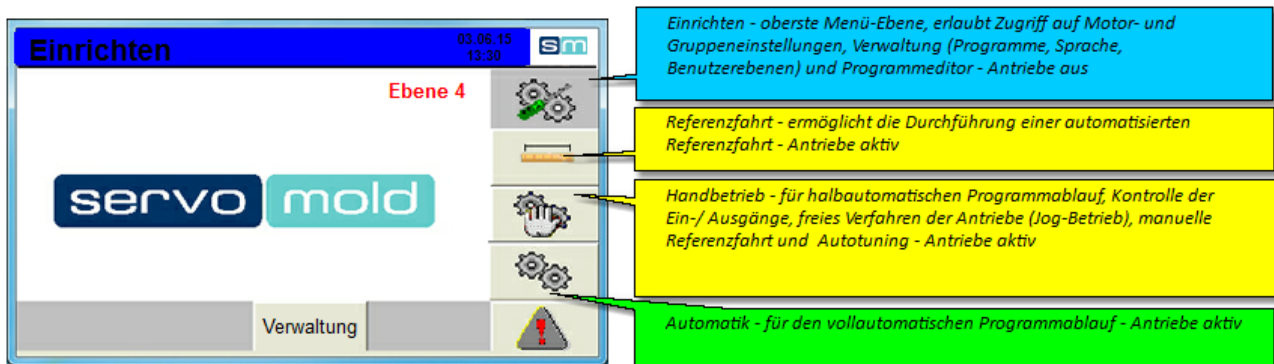 Einrichten
03.06.15
13:30
sm
Ebene 4
servo mold
Verwaltung
Einrichten - oberste Menü-Ebene, erlaubt Zugriff auf Motor- und
Gruppeneinstellungen, Verwaltung (Programme, Sprache,
Benutzerebenen) und Programmeditor - Antriebe aus
Referenzfahrt - ermöglicht die Durchführung einer automatisierten
Referenzfahrt - Antriebe aktiv
Handbetrieb - für halbautomatischen Programmablauf, Kontrolle der
Ein-/ Ausgänge, freies Verfahren der Antriebe (Jog-Betrieb), manuelle
Referenzfahrt und Autotuning - Antriebe aktiv
Automatik - für den vollautomatischen Programmablauf - Antriebe aktiv